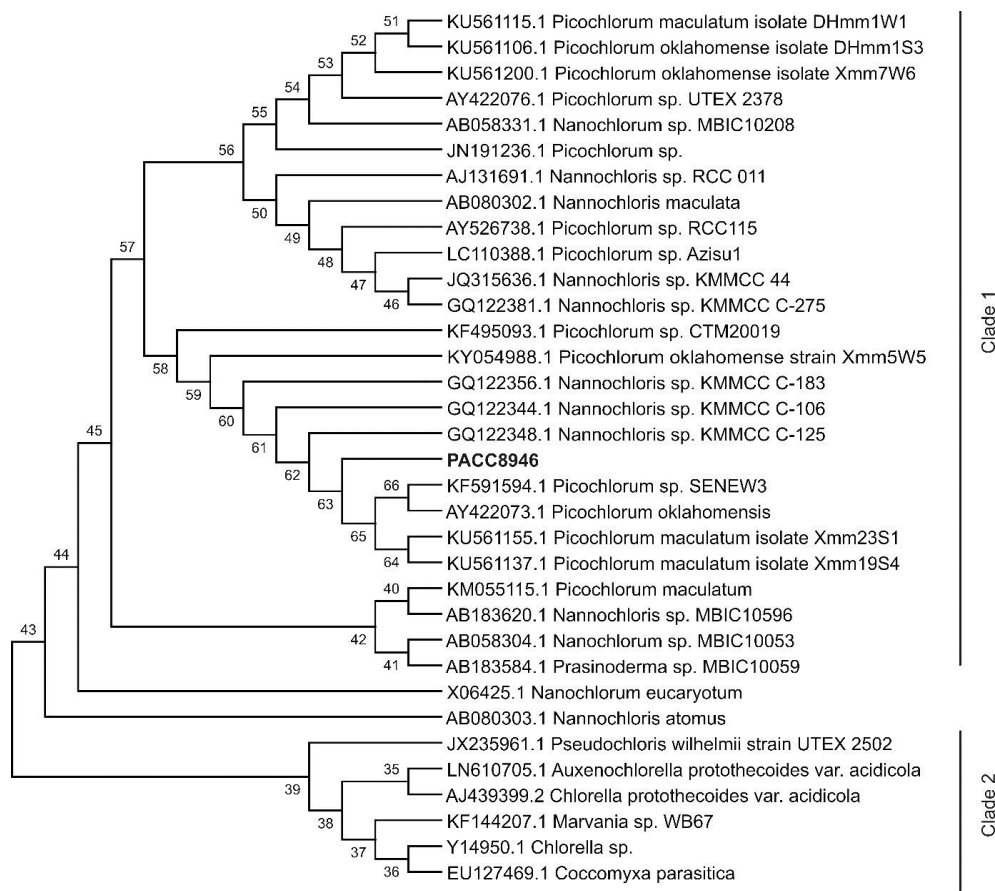 51
KU561115.1 Picochlorum maculatum isolate DHmm1W1
52
KU561106.1 Picochlorum oklahomense isolate DHmm1S3
53
KU561200.1 Picochlorum oklahomense isolate Xmm7W6
54
AY422076.1 Picochlorum sp. UTEX 2378
55
AB058331.1 Nanochlorum sp. MBIC10208
56
JN191236.1 Picochlorum sp.
AJ131691.1 Nannochloris sp. RCC 011
50
AB080302.1 Nannochloris maculata
49
AY526738.1 Picochlorum sp. RCC115
57
48
LC110388.1 Picochlorum sp. Azisu1
47
JQ315636.1 Nannochloris sp. KMMCC 44
46
GQ122381.1 Nannochloris sp. KMMCC C-275
Clade 1
KF495093.1 Picochlorum sp. CTM20019
58
KY054988.1 Picochlorum oklahomense strain Xmm5W5
59
GQ122356.1 Nannochloris sp. KMMCC C-183
60
GQ122344.1 Nannochloris sp. KMMCC C-106
45
61
GQ122348.1 Nannochloris sp. KMMCC C-125
62
PACC8946
63
66
KF591594.1 Picochlorum sp. SENEW3
AY422073.1 Picochlorum oklahomensis
65
KU561155.1 Picochlorum maculatum isolate Xmm23S1
64
KU561137.1 Picochlorum maculatum isolate Xmm19S4
44
40
KM055115.1 Picochlorum maculatum
AB183620.1 Nannochloris sp. MBIC10596
43
42
AB058304.1 Nanochlorum sp. MBIC10053
41
AB183584.1 Prasinoderma sp. MBIC10059
X06425.1 Nanochlorum eucaryotum
AB080303.1 Nannochloris atomus
JX235961.1 Pseudochloris wilhelmii strain UTEX 2502
39
35
LN610705.1 Auxenochlorella protothecoides var. acidicola
AJ439399.2 Chlorella protothecoides var. acidicola
38
KF144207.1 Marvania sp. WB67
37
Y14950.1 Chlorella sp.
36
EU127469.1 Coccomyxa parasitica
Clade 2